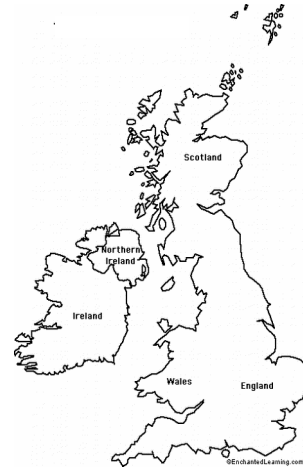 Scotland
Northern
Ireland
Ireland
Wales
England
©EnchantedLearning.com